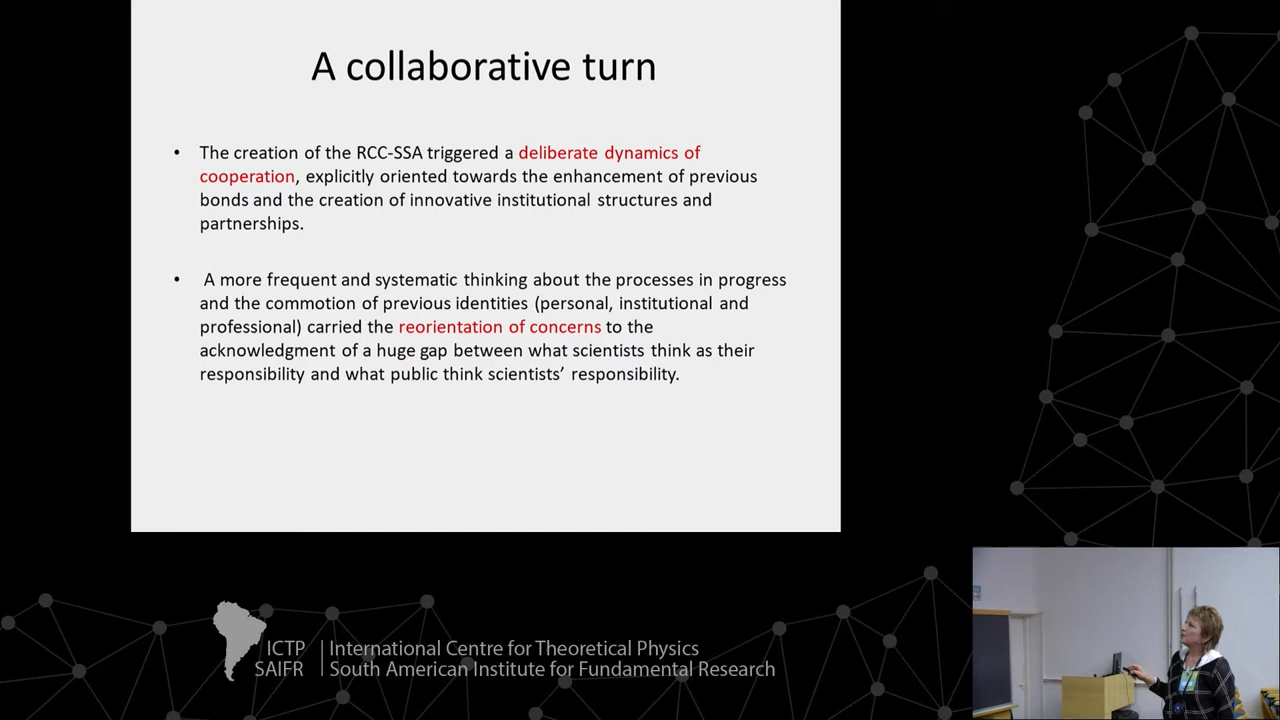 A collaborative turn
• The creation of the RCC-SSA triggered a deliberate dynamics of
cooperation, explicitly oriented towards the enhancement of previous
bonds and the creation of innovative institutional structures and
partnerships.
• A more frequent and systematic thinking about the processes in progress
and the commotion of previous identities (personal, institutional and
professional) carried the reorientation of concerns to the
acknowledgment of a huge gap between what scientists think as their
responsibility and what public think scientists’ responsibility.
ICTP | International Centre for Theoretical Physics
SAIFR | South American Institute for Fundamental Research